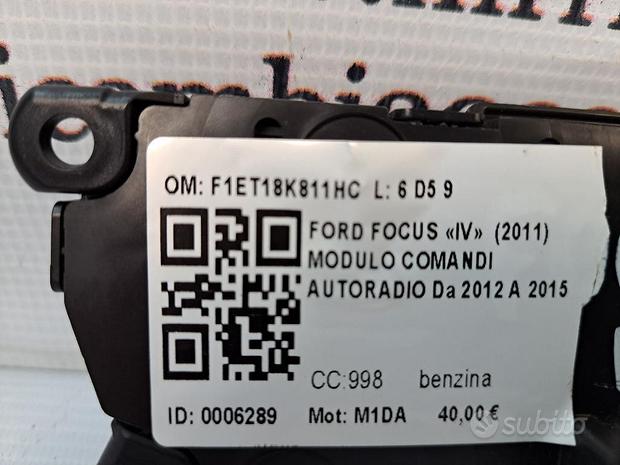 OM: F1ET18K811HC L: 6 D5 9
FORD FOCUS «IV» (2011)
MODULO COMANDI
AUTORADIO Da 2012 A 2015
CC:998 benzina
ID: 0006289 Mot: M1DA 40,00 €
subito